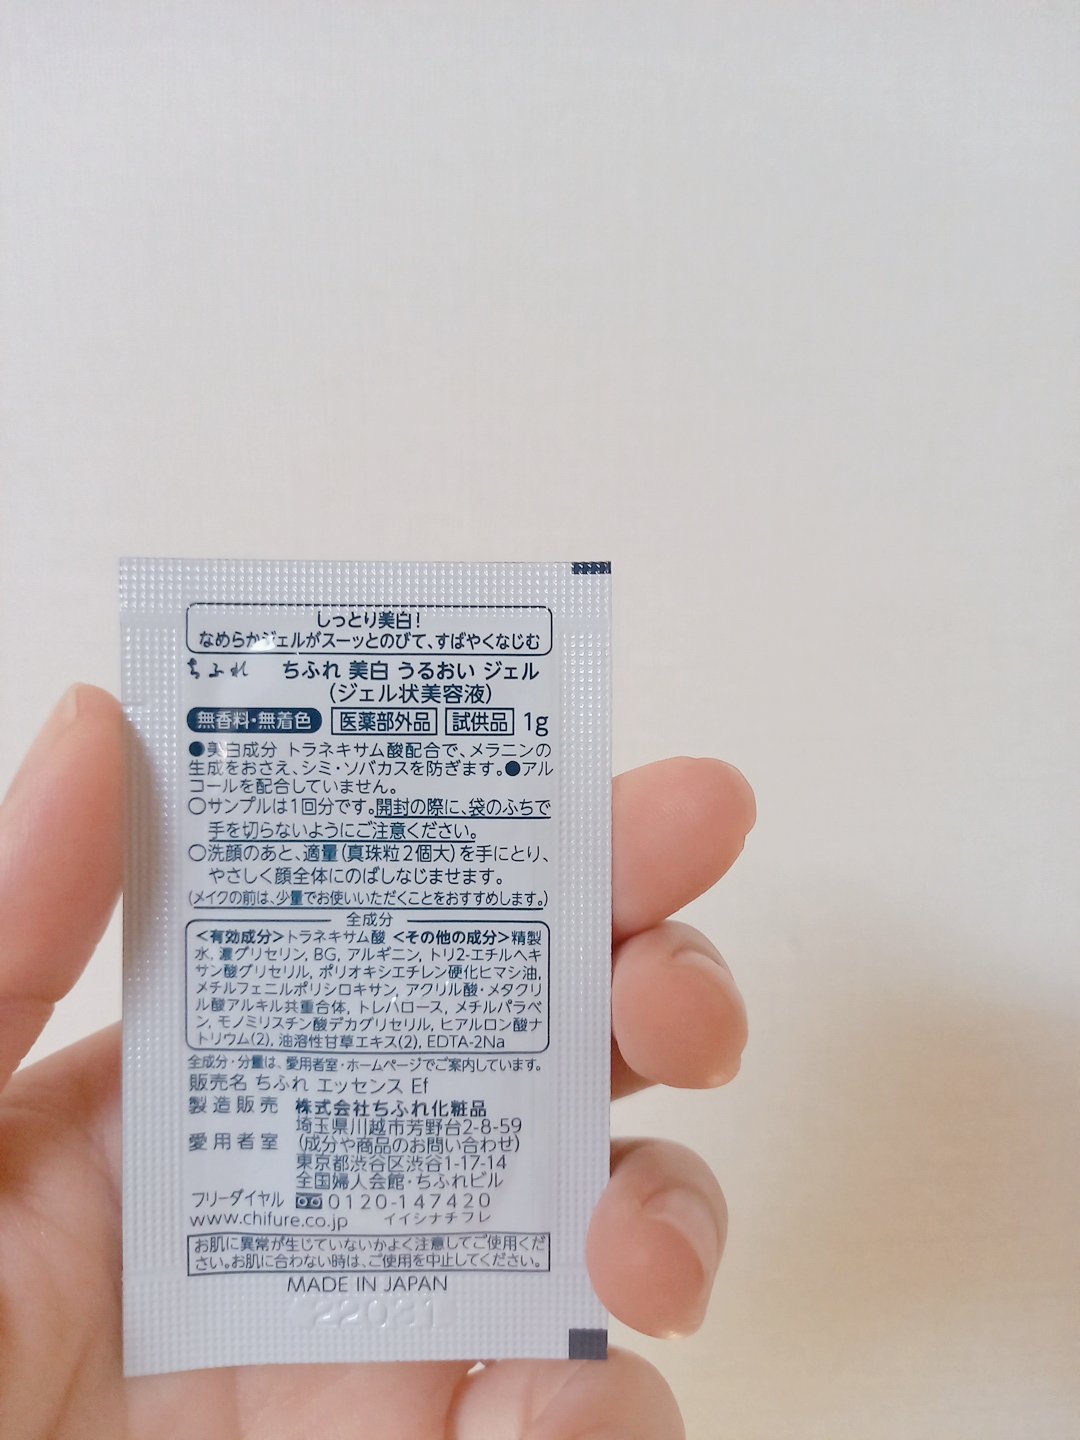 しっとり美白!
なめらかジェルがスーッとのびて、すばやくなじむ
ちふれ ちふれ 美白 うるおい ジェル
(ジェル状美容液)
無香料・無着色 医薬部外品 試供品 1g
●美白成分 トラネキサム酸配合で、メラニンの
生成をおさえ、シミ・ソバカスを防ぎます。●アル
コールを配合していません。
○サンプルは1回分です。開封の際に、袋のふちで
手を切らないようにご注意ください。
○洗顔のあと、適量(真珠粒2個大)を手にとり、
やさしく顔全体にのばしなじませます。
(メイクの前は、少量でお使いいただくことをおすすめします。)
全成分
<有効成分>トラネキサム酸 <その他の成分>精製
水, 濃グリセリン, BG, アルギニン, トリ2-エチルヘキ
サン酸グリセリル, ポリオキシエチレン硬化ヒマシ油,
メチルフェニルポリシロキサン, アクリル酸・メタクリ
ル酸アルキル共重合体, トレハロース, メチルパラベ
ン, モノミリスチン酸デカグリセリル, ヒアルロン酸ナ
トリウム(2), 油溶性甘草エキス(2), EDTA-2Na
全成分・分量は、愛用者室・ホームページでご案内しています。
販売名 ちふれ エッセンス Ef
製造販売 株式会社ちふれ化粧品
埼玉県川越市芳野台2-8-59
愛用者室 (成分や商品のお問い合わせ)
東京都渋谷区渋谷1-17-14
全国婦人会館・ちふれビル
フリーダイヤル 0120-147420
www.chifure.co.jp イイシナチフレ
お肌に異常が生じていないかよく注意してご使用くだ
さい。お肌に合わない時は、ご使用を中止してください。
MADE IN JAPAN
22031